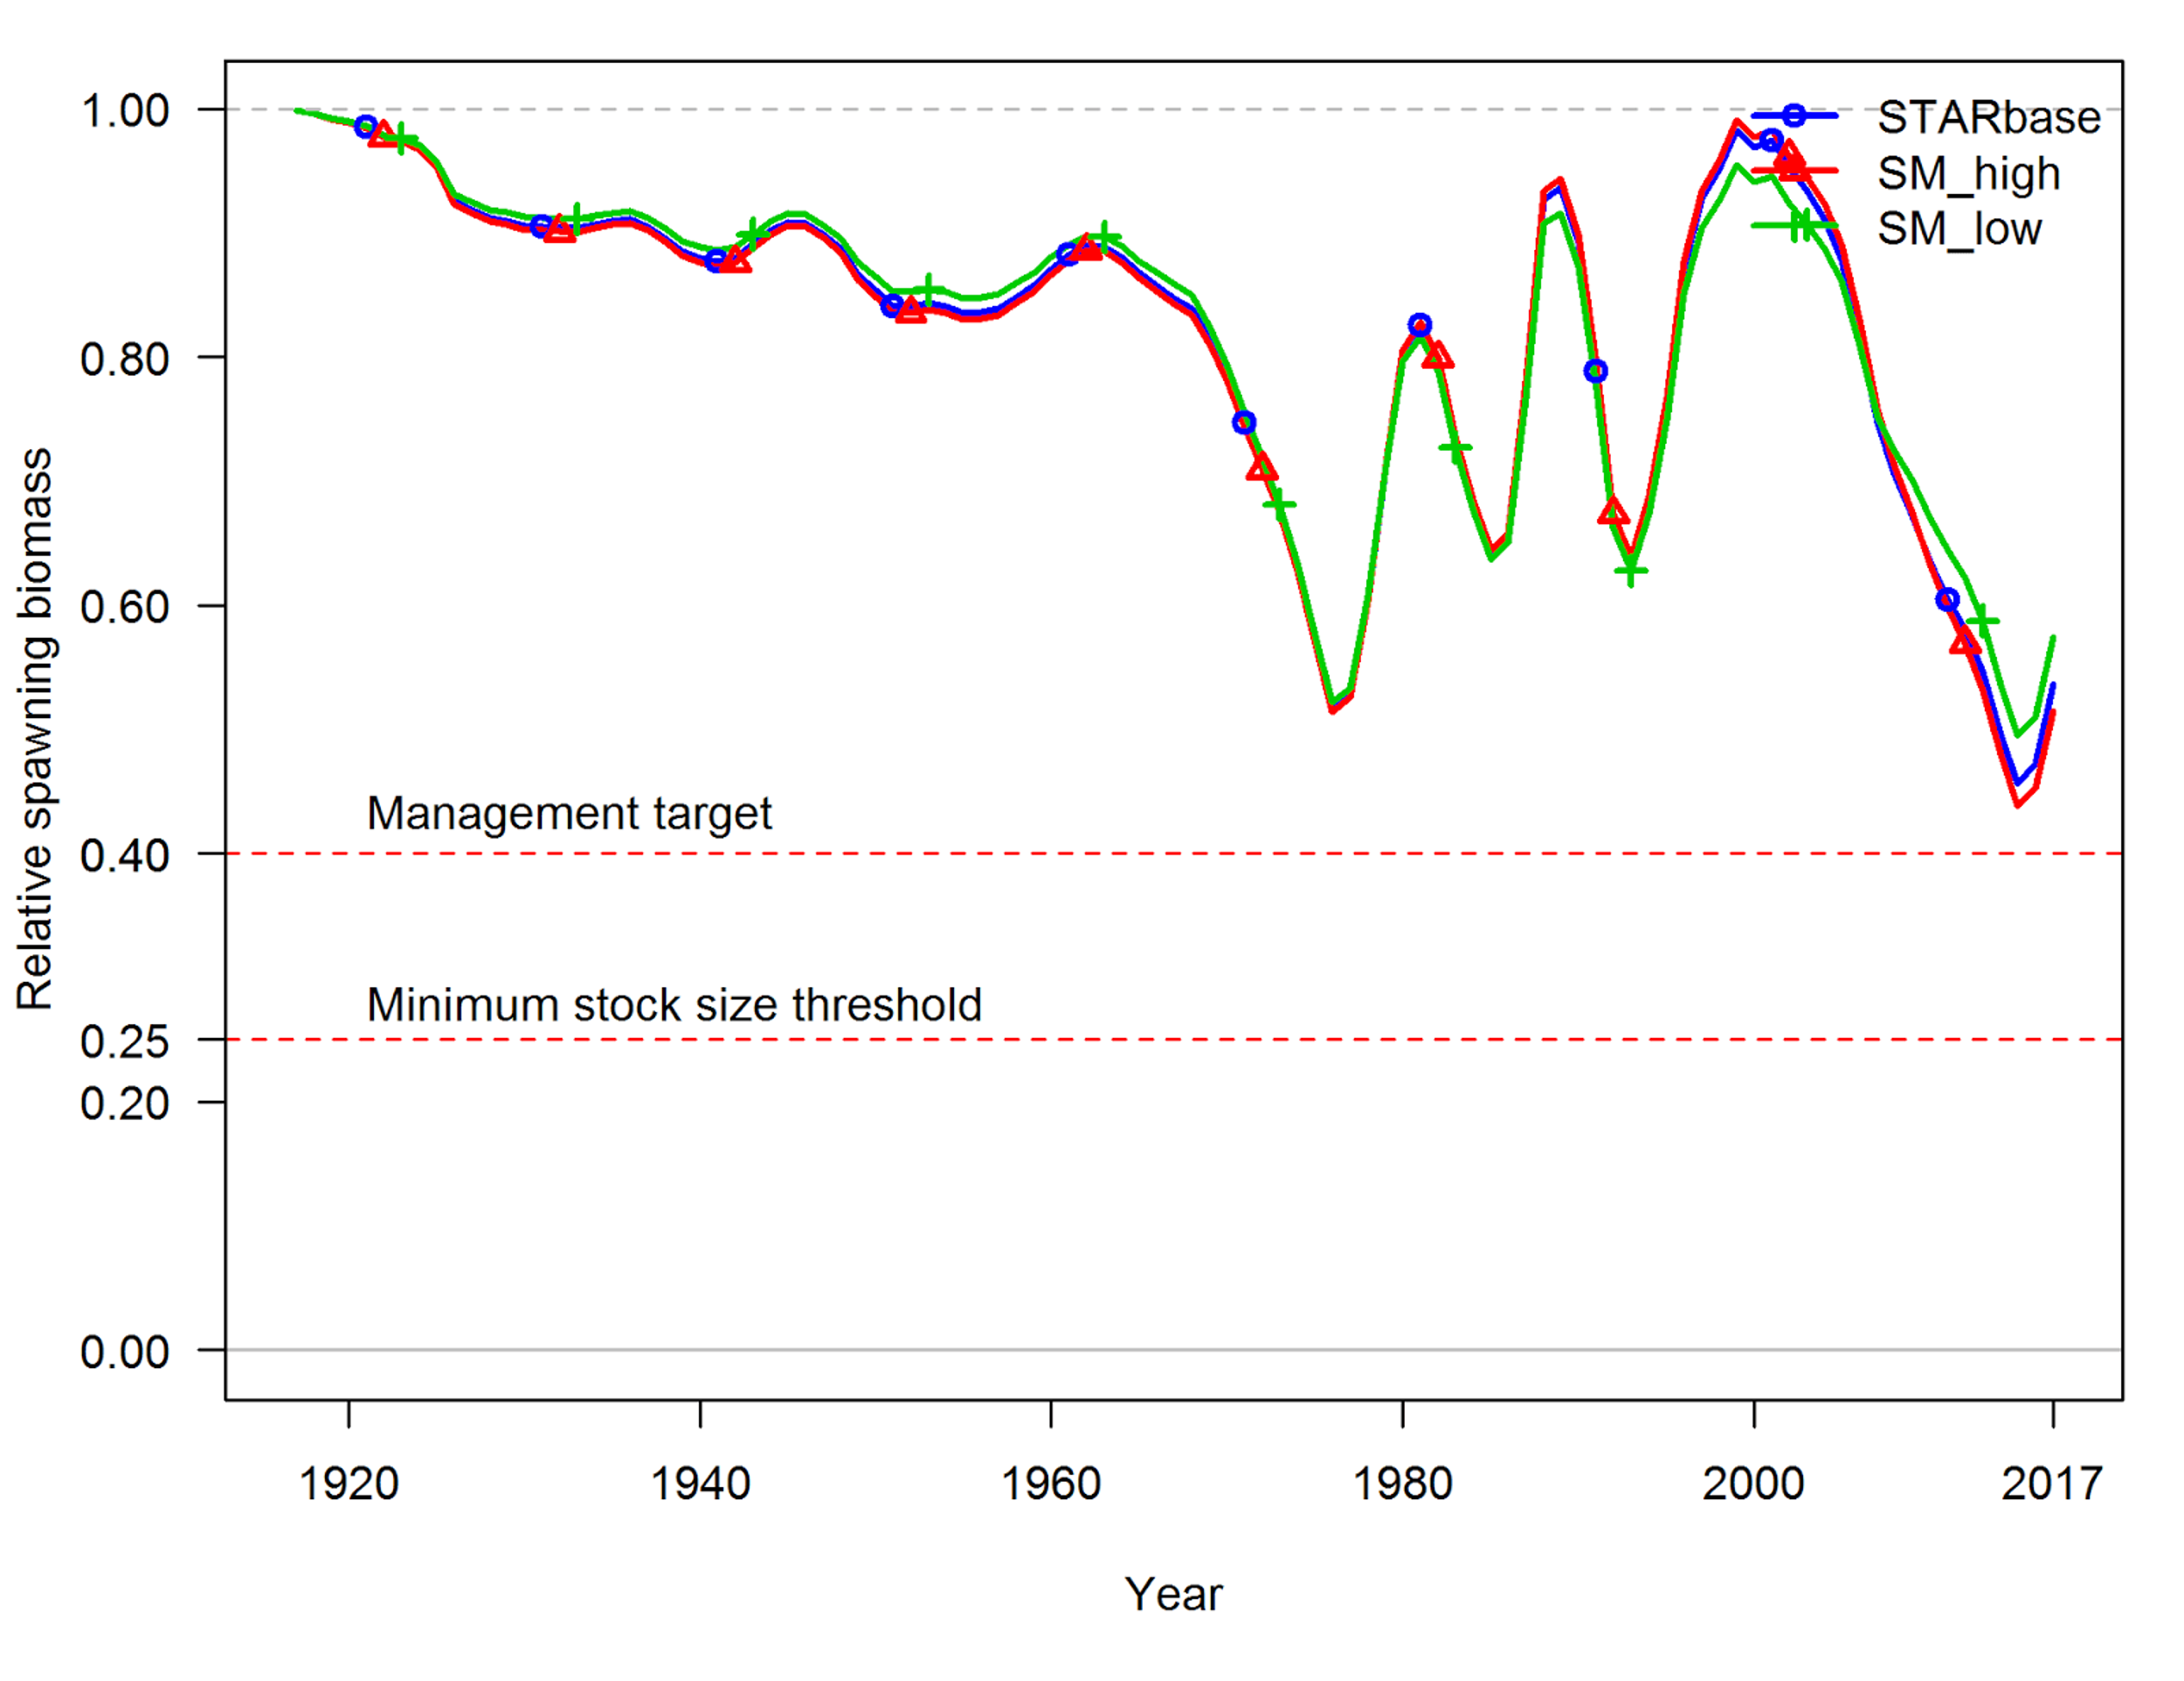 1.00
0.80
0.60
0.40
0.25
0.20
0.00
Relative spawning biomass
STARbase
SM_high
SM_low
Management target
Minimum stock size threshold
1920 1940 1960 1980 2000 2017
Year